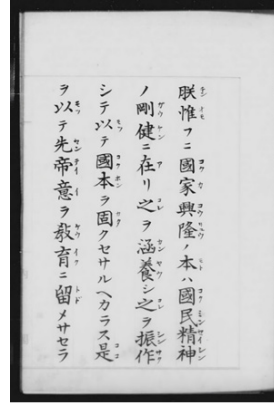 朕惟フニ國家興隆ノ本ハ國民精神
ノ剛健ニ在リ之ヲ涵養シ之ヲ振作
シテ以テ國本ヲ固クセサルヘカラス是
ヲ以テ先帝意ヲ敎育ニ留メサセラ